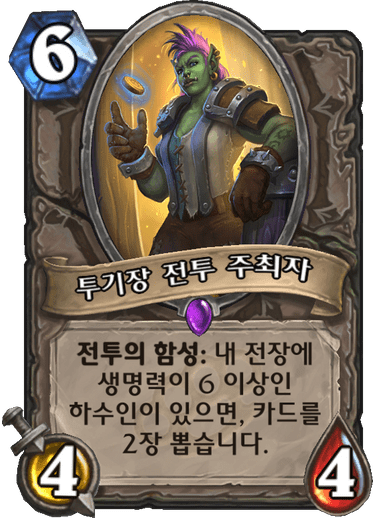 6
투기장 전투 주최자
전투의 함성: 내 전장에
생명력이 6 이상인
하수인이 있으면, 카드를
2장 뽑습니다.
4 4